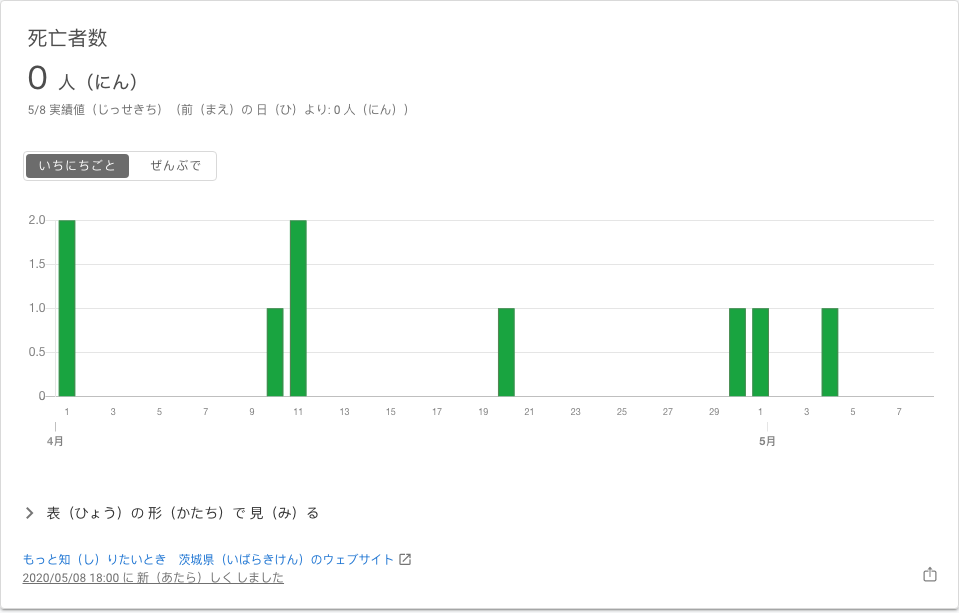 死亡者数
0 人（にん）
5/8 実績値（じっせきち）（前（まえ）の 日（ひ）より: 0 人（にん））
いちにちごと ぜんぶで
2.0
1.5
1.0
0.5
0
1 3 5 7 9 11 13 15 17 19 21 23 25 27 29 1 3 5 7
4月 5月
表（ひょう）の 形（かたち）で 見（み）る
もっと知（し）りたいとき　茨城県（いばらきけん）のウェブサイト
2020/05/08 18:00 に 新（あたら）しく しました